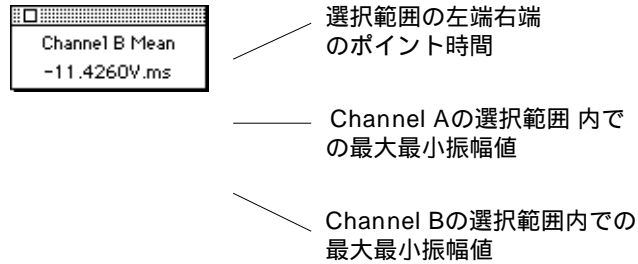 Channel B Mean
-11.4260V.ms
選択範囲の左端右端
のポイント時間
Channel Aの選択範囲 内で
の最大最小振幅値
Channel Bの選択範囲内での
最大最小振幅値